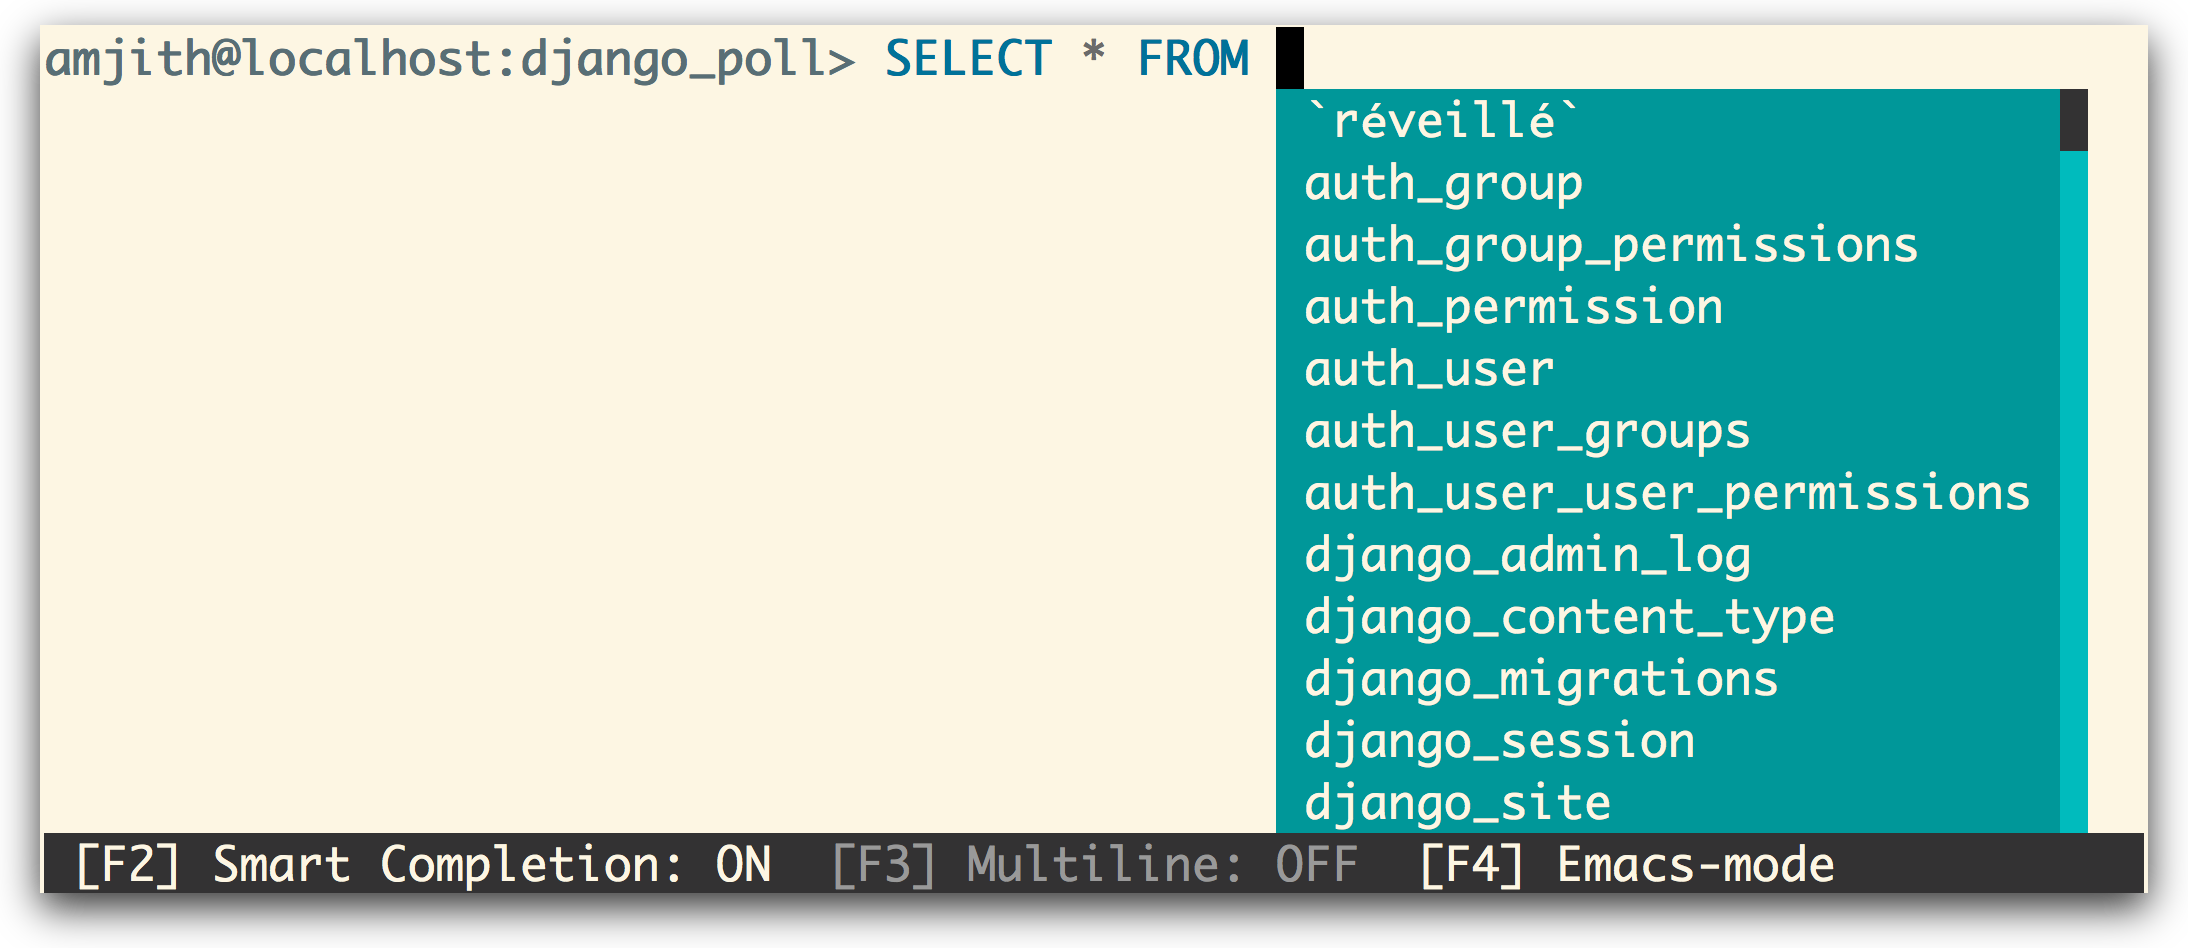 amjith@localhost:django_poll> SELECT * FROM
`réveillé`
auth_group
auth_group_permissions
auth_permission
auth_user
auth_user_groups
auth_user_user_permissions
django_admin_log
django_content_type
django_migrations
django_session
django_site
[F2] Smart Completion: ON [F3] Multiline: OFF [F4] Emacs-mode